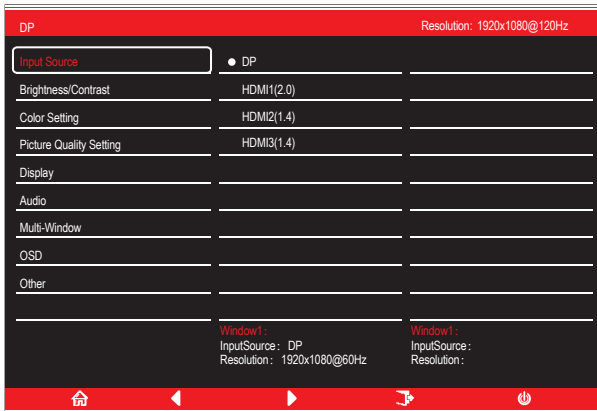 DP Resolution: 1920x1080@120Hz
Input Source DP
Brightness/Contrast HDMI1(2.0)
Color Setting HDMI2(1.4)
Picture Quality Setting HDMI3(1.4)
Display
Audio
Multi-Window
OSD
Other
Window1: Window1:
InputSource: DP InputSource:
Resolution: 1920x1080@60Hz Resolution: